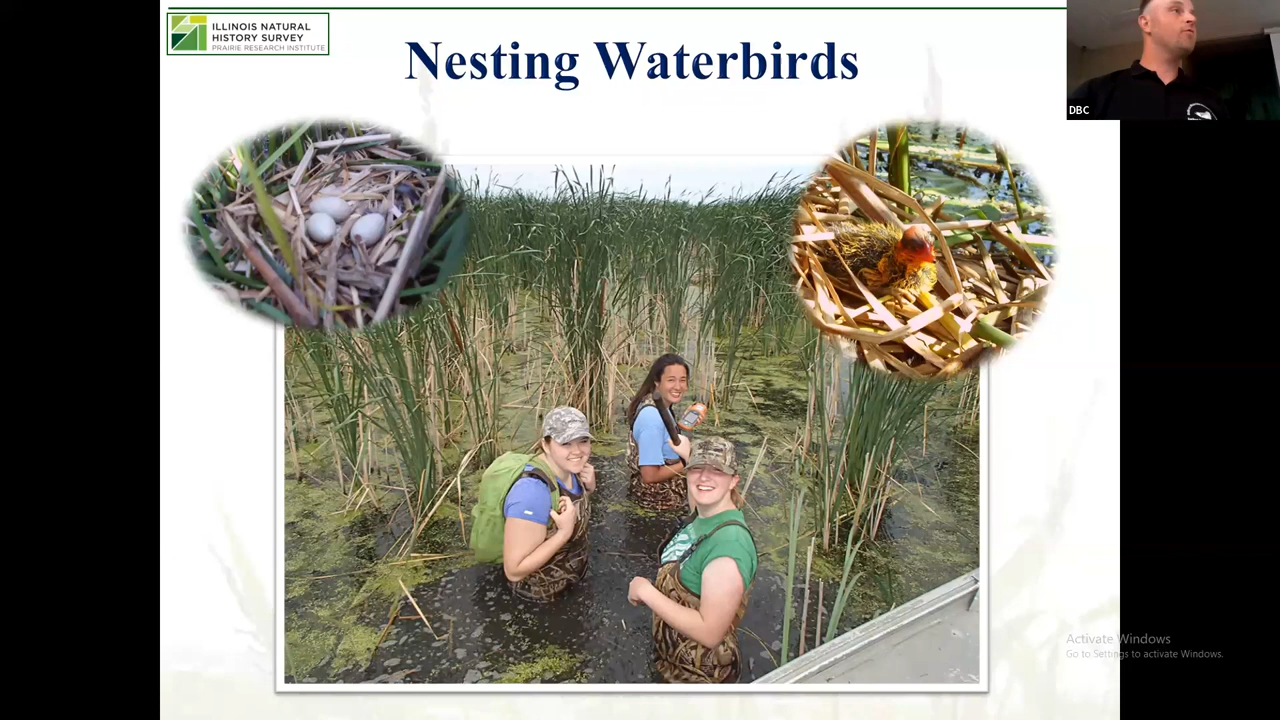 ILLINOIS NATURAL
HISTORY SURVEY
PRAIRIE RESEARCH INSTITUTE
Nesting Waterbirds
DBC
Activate Windows
Go to Settings to activate Windows.